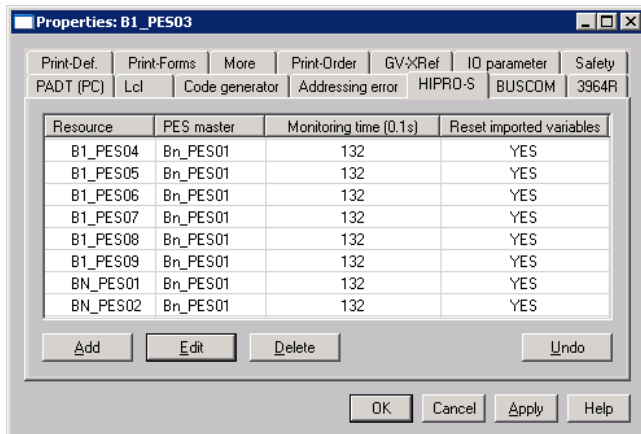 Properties: B1_PES03
Print-Def. Print-Forms More Print-Order GV-XRef IO parameter Safety
PADT (PC) Lcl Code generator Addressing error HIPRO-S BUSCOM 3964R
Resource PES master Monitoring time (0.1s) Reset imported variables
B1_PES04 Bn_PES01 132 YES
B1_PES05 Bn_PES01 132 YES
B1_PES06 Bn_PES01 132 YES
B1_PES07 Bn_PES01 132 YES
B1_PES08 Bn_PES01 132 YES
B1_PES09 Bn_PES01 132 YES
BN_PES01 Bn_PES01 132 YES
BN_PES02 Bn_PES01 132 YES
Add Edit Delete Undo
OK Cancel Apply Help